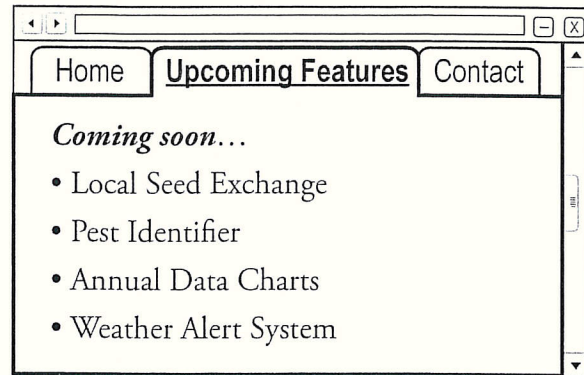 Home Upcoming Features Contact
Coming soon...
• Local Seed Exchange
• Pest Identifier
• Annual Data Charts
• Weather Alert System